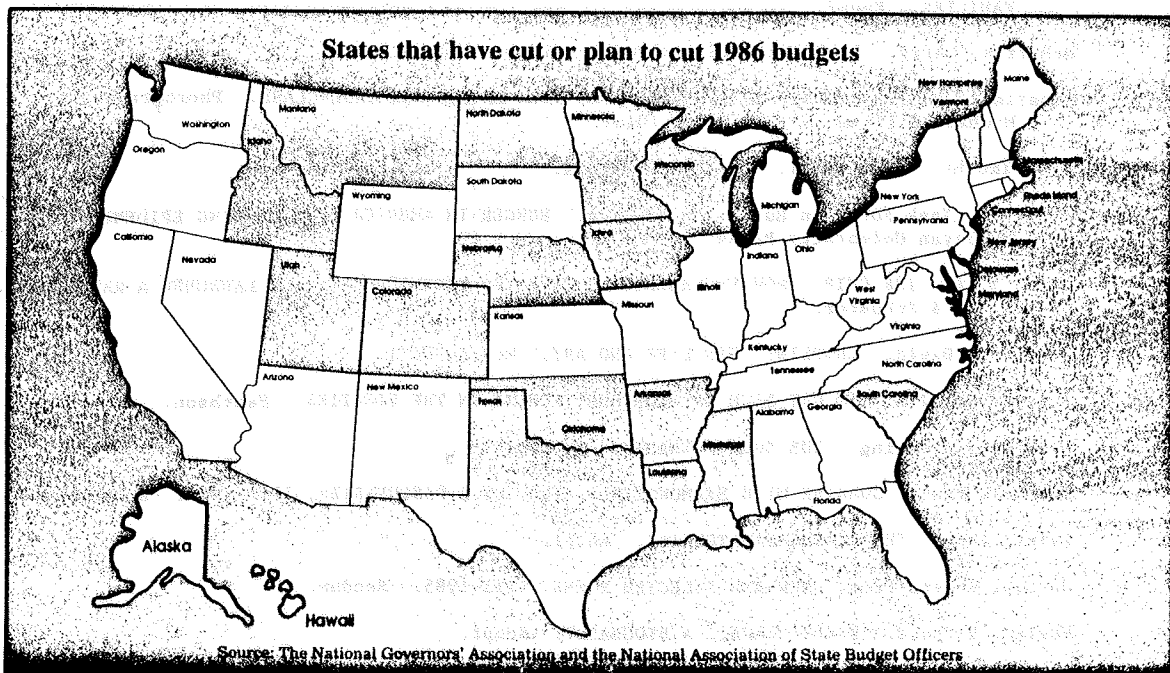 States that have cut or plan to cut 1986 budgets
New Hampshire
Maine
Vermont
Washington
Montana
North Dakota
Minnesota
Idaho
Oregon
Wisconsin
Massachusetts
South Dakota
Wyoming
Michigan
New York
Rhode Island
Connecticut
Pennsylvania
California
Iowa
Nebraska
New Jersey
Nevada
Utah
Indiana
Ohio
Delaware
Colorado
Illinois
West
Virginia
Maryland
Missouri
Kansas
Virginia
Kentucky
North Carolina
Tennessee
Arizona
New Mexico
Texas
Arkansas
South Carolina
Oklahoma
Mississippi
Alabama
Georgia
Louisiana
Florida
Alaska
Hawaii
Source: The National Governors' Association and the National Association of State Budget Officers